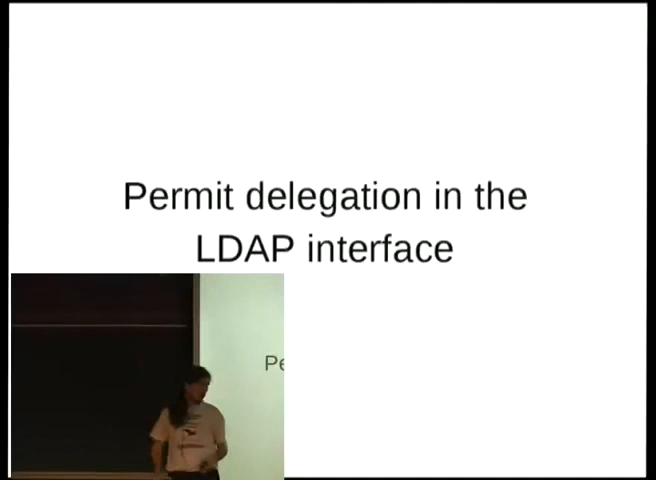 Permit delegation in the
LDAP interface
Pe